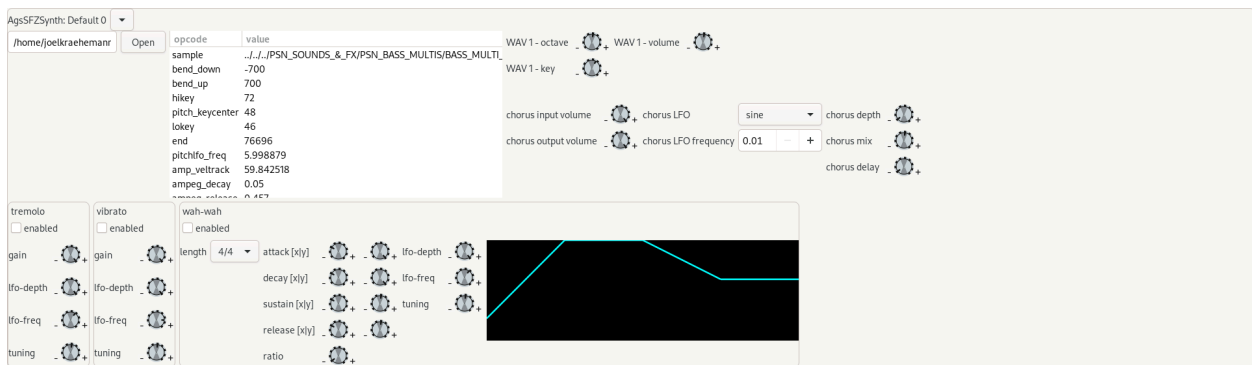 AgsSFZSynth: Default 0
/home/joelkraehemanr Open
opcode value
sample ../../../PSN_SOUNDS_&_FX/PSN_BASS_MULTIS/BASS_MULTI_
bend_down -700
bend_up 700
hikey 72
pitch_keycenter 48
lokey 46
end 76696
pitchlfo_freq 5.998879
amp_veltrack 59.842518
ampeg_decay 0.05
ampeg_release 0.457
WAV 1 - octave - + WAV 1 - volume - +
WAV 1 - key - +
chorus input volume - + chorus LFO sine chorus depth - +
chorus output volume - + chorus LFO frequency 0.01 − + chorus mix - +
chorus delay - +
tremolo
enabled
gain - +
lfo-depth - +
lfo-freq - +
tuning - +
vibrato
enabled
gain - +
lfo-depth - +
lfo-freq - +
tuning - +
wah-wah
enabled
length 4/4 attack [x|y] - + - + lfo-depth - +
decay [x|y] - + - + lfo-freq - +
sustain [x|y] - + - + tuning - +
release [x|y] - + - +
ratio - +